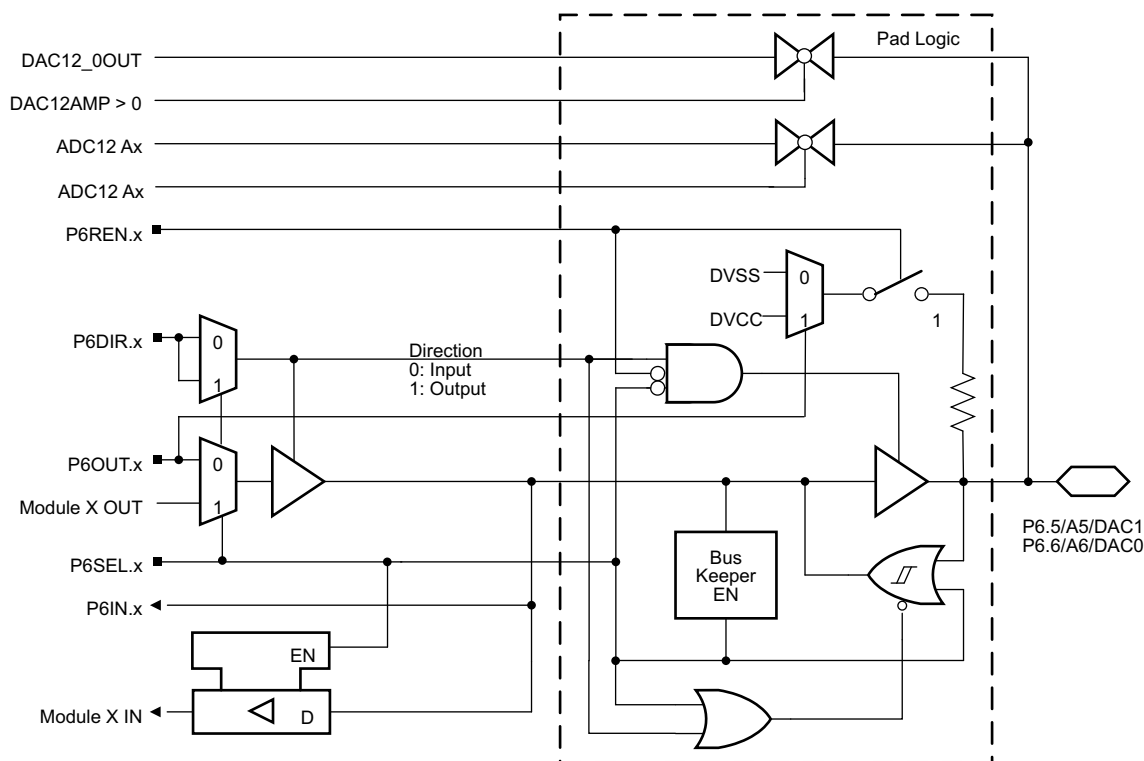 Pad Logic
DAC12_0OUT
DAC12AMP > 0
ADC12 Ax
ADC12 Ax
P6REN.x
DVSS
0
DVCC
1
1
P6DIR.x
0
1
Direction
0: Input
1: Output
P6OUT.x
0
Module X OUT
1
P6.5/A5/DAC1
P6.6/A6/DAC0
P6SEL.x
Bus
Keeper
EN
P6IN.x
EN
Module X IN
D